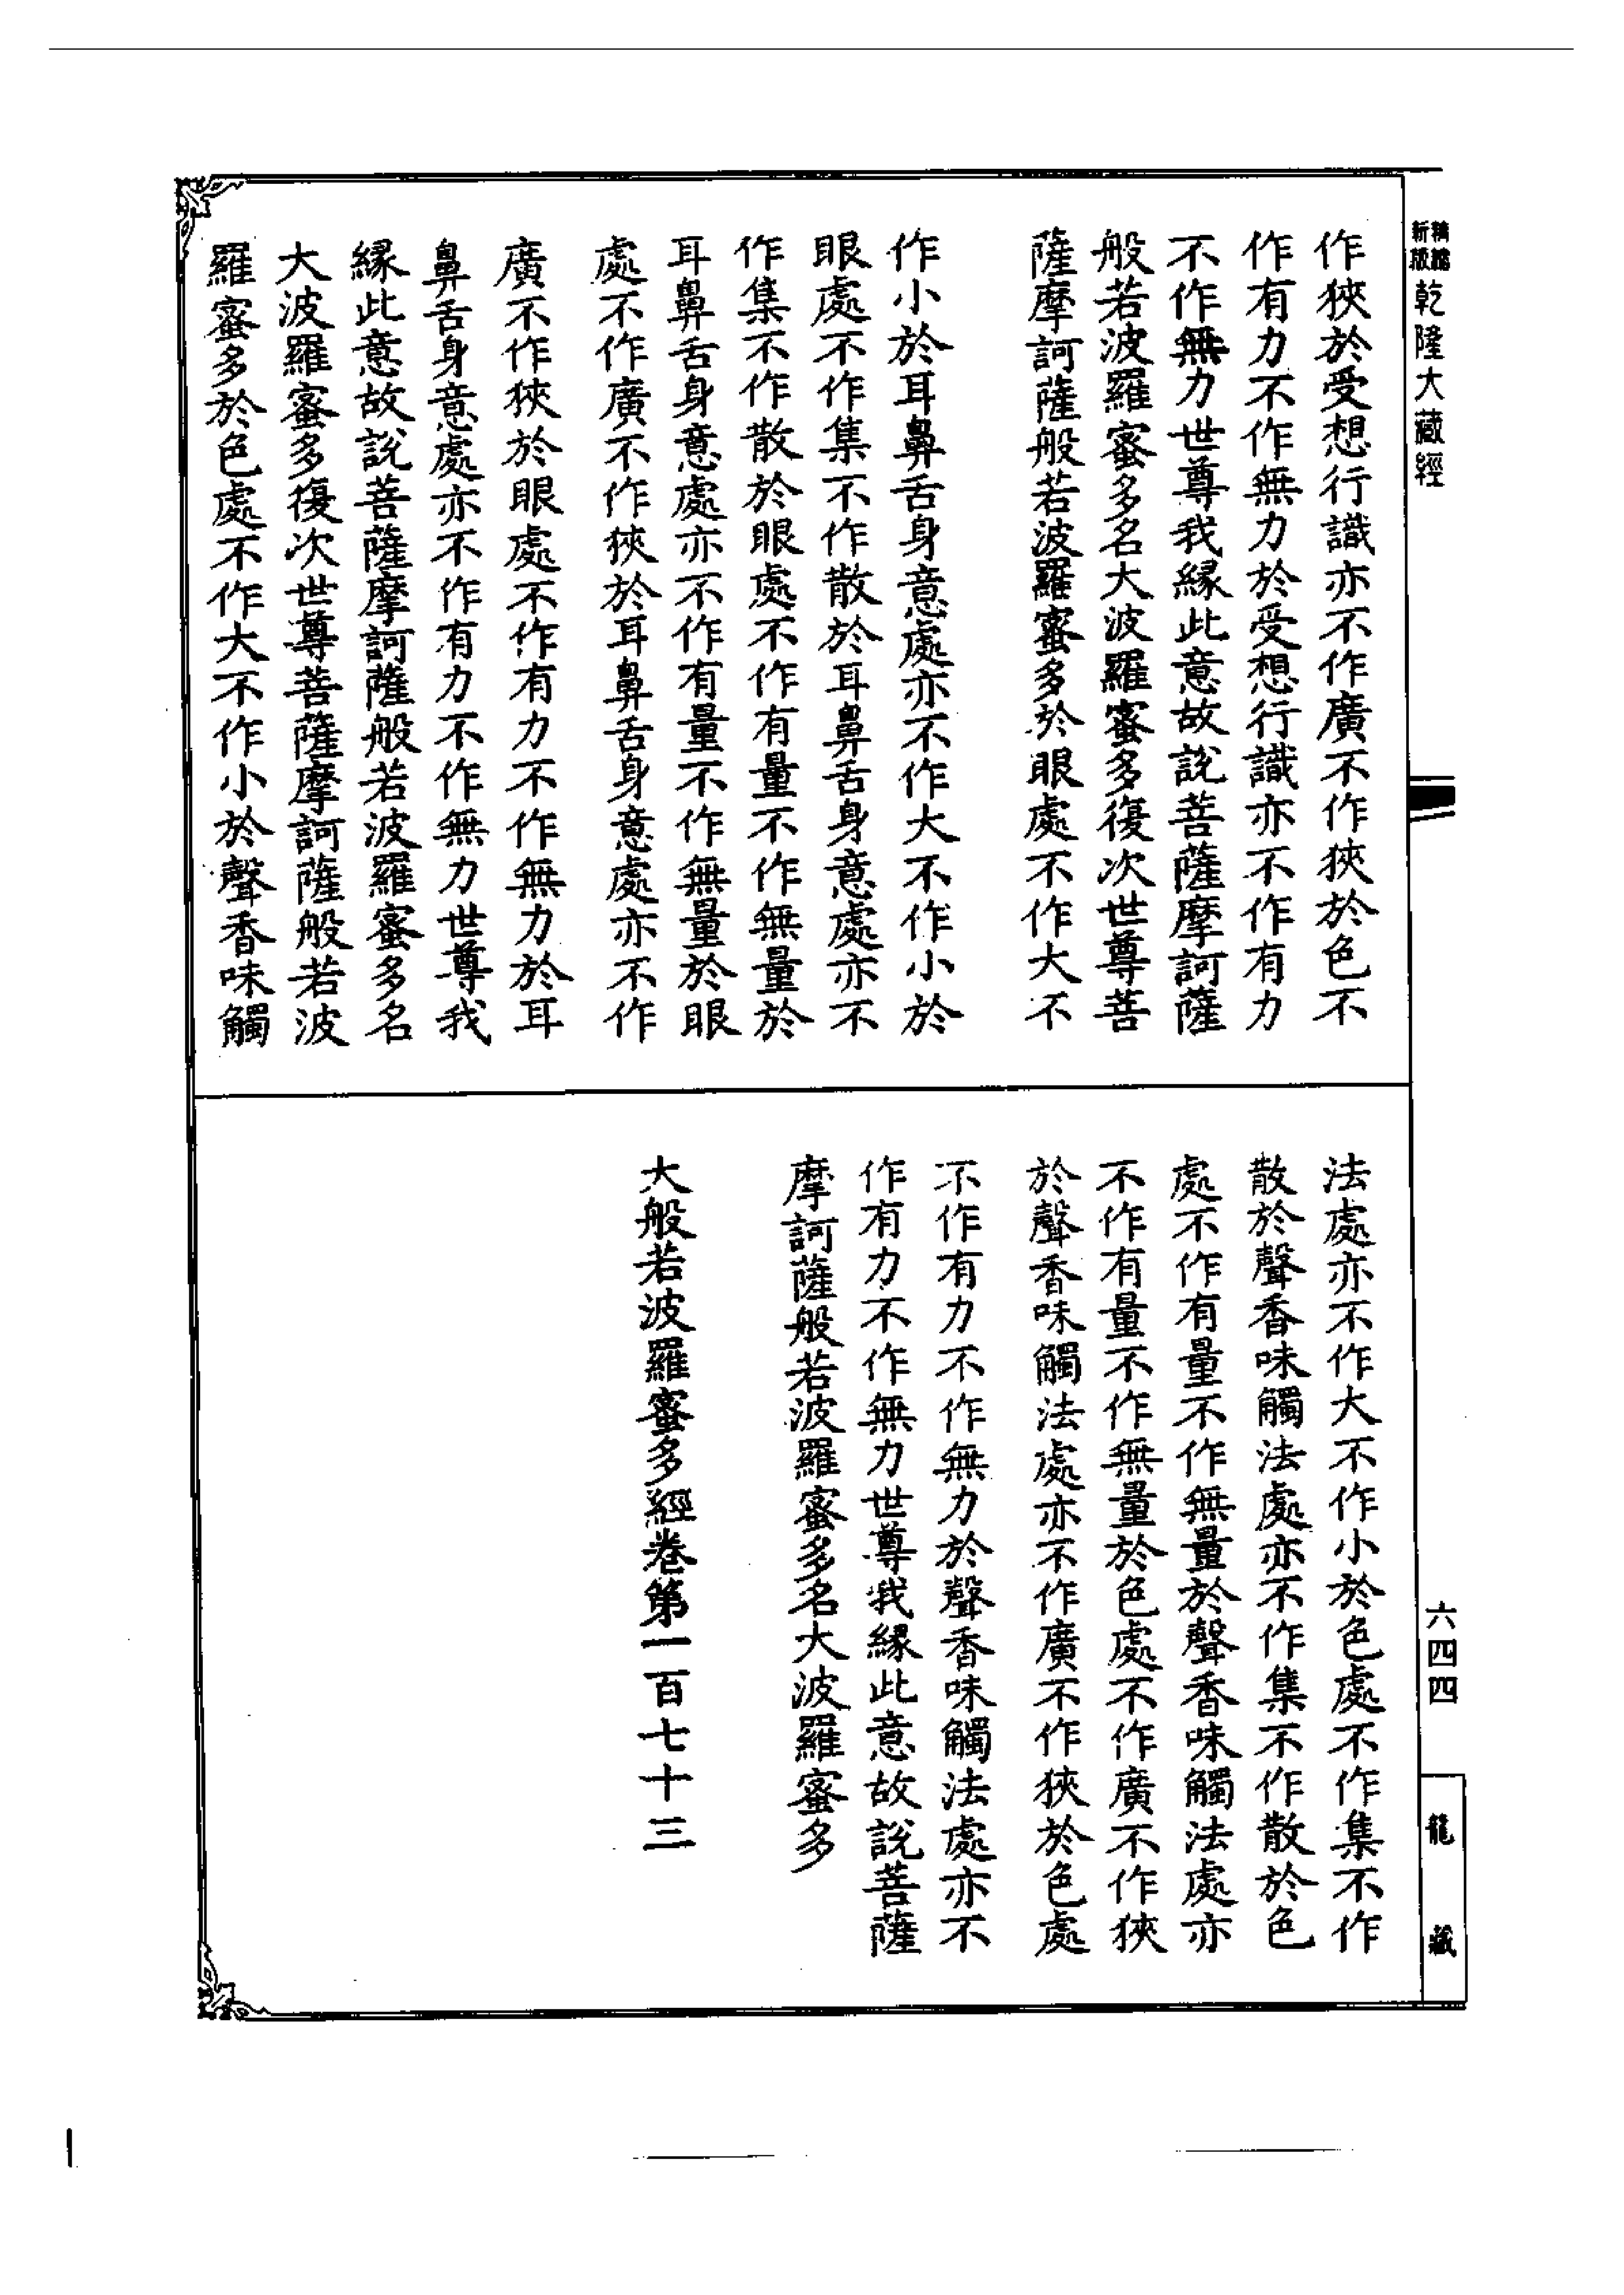 新版精縮乾隆大藏經
作狹於受想行識亦不作廣不作狹於色不
作有力不作無力於受想行識亦不作有力
不作無力世尊我緣此意故說菩薩摩訶薩
般若波羅蜜多名大波羅蜜多復次世尊菩
薩摩訶薩般若波羅蜜多於眼處不作大不
作小於耳鼻舌身意處亦不作大不作小於
眼處不作集不作散於耳鼻舌身意處亦不
作集不作散於眼處不作有量不作無量於
耳鼻舌身意處亦不作有量不作無量於眼
處不作廣不作狹於耳鼻舌身意處亦不作
廣不作狹於眼處不作有力不作無力於耳
鼻舌身意處亦不作有力不作無力世尊我
緣此意故說菩薩摩訶薩般若波羅蜜多名
大波羅蜜多復次世尊菩薩摩訶薩般若波
羅蜜多於色處不作大不作小於聲香味觸
法處亦不作大不作小於色處不作集不作
散於聲香味觸法處亦不作集不作散於色
處不作有量不作無量於聲香味觸法處亦
不作有量不作無量於色處不作廣不作狹
於聲香味觸法處亦不作廣不作狹於色處
不作有力不作無力於聲香味觸法處亦不
作有力不作無力世尊我緣此意故說菩薩
摩訶薩般若波羅蜜多名大波羅蜜多
大般若波羅蜜多經卷第一百七十三
六四四
龍藏